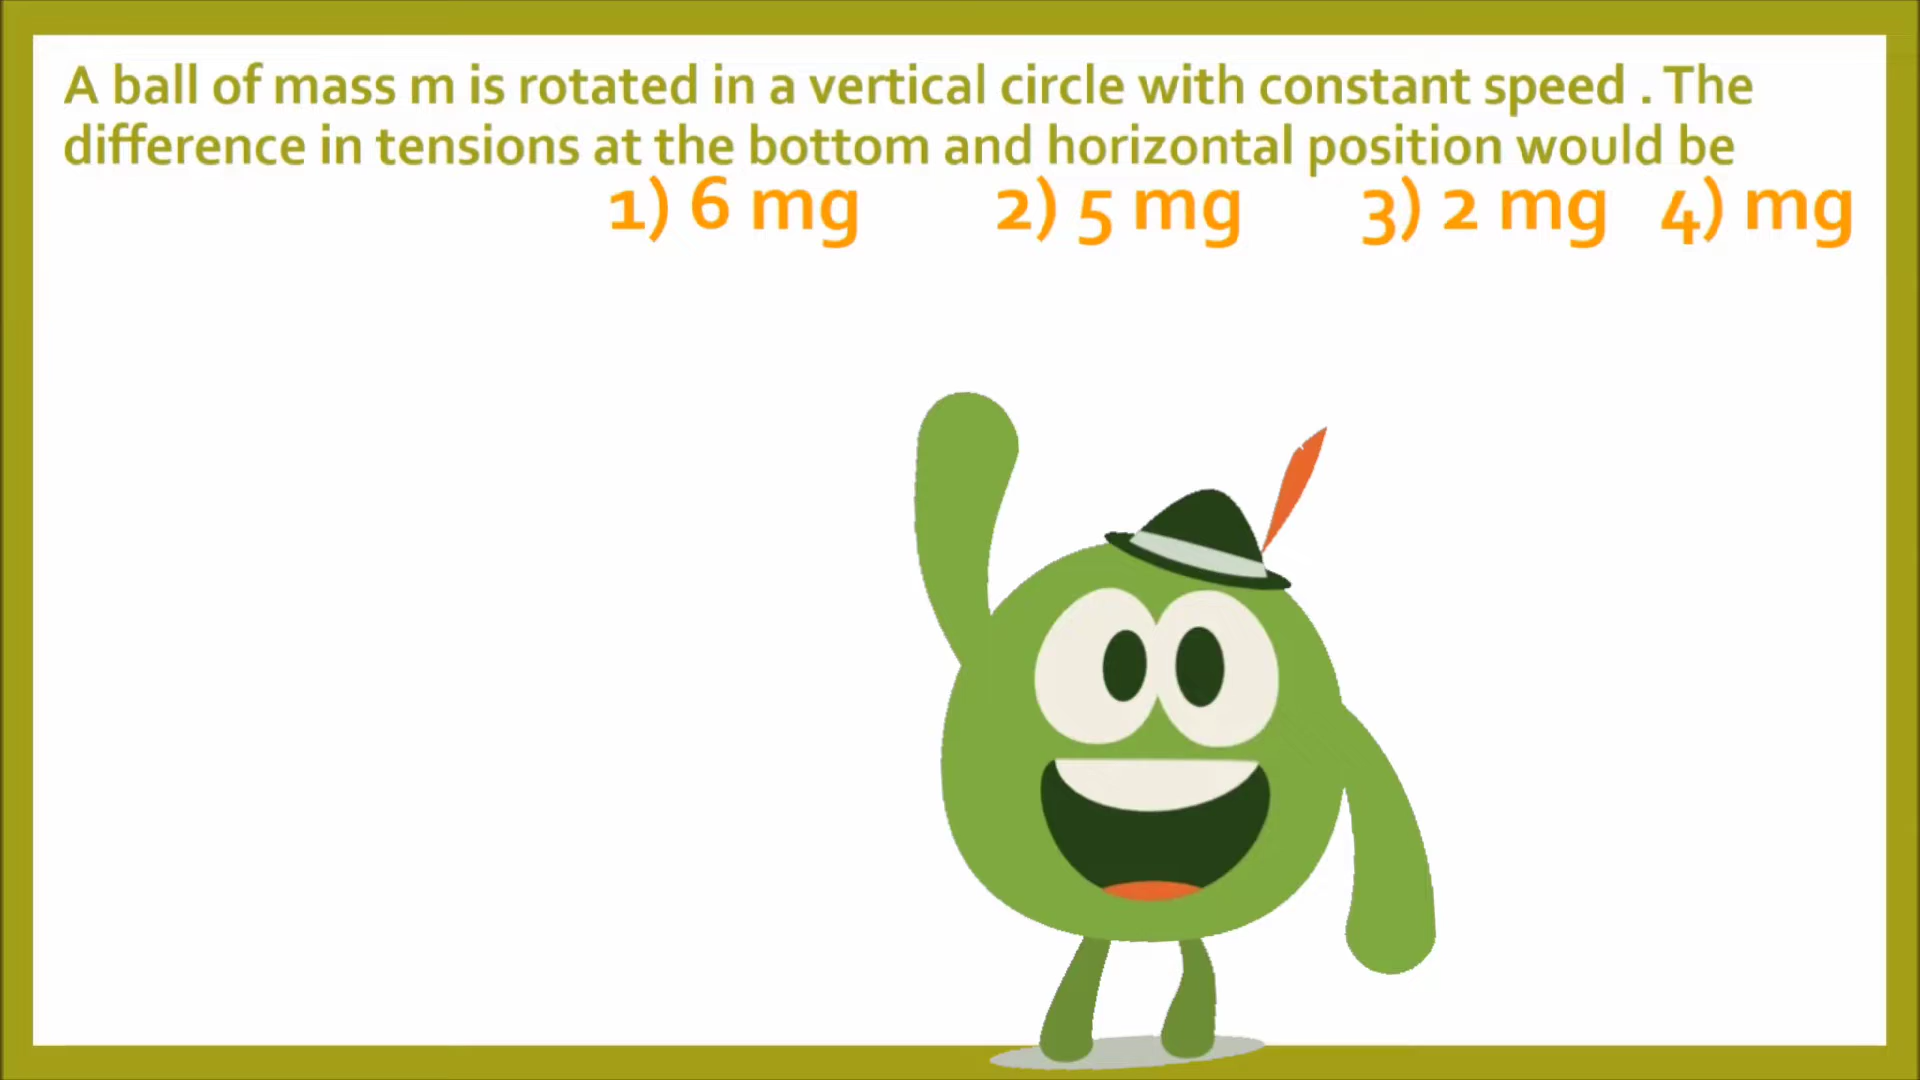 A ball of mass m is rotated in a vertical circle with constant speed . The
difference in tensions at the bottom and horizontal position would be
1) 6 mg 2) 5 mg 3) 2 mg 4) mg